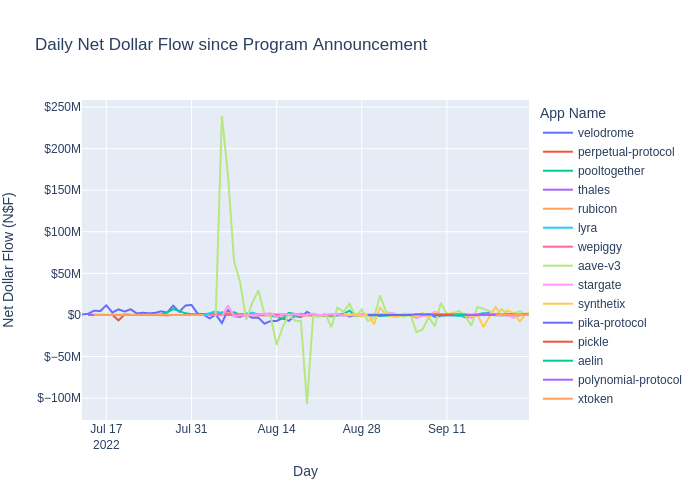 Daily Net Dollar Flow since Program Announcement
Net Dollar Flow (N$F)
$250M
$200M
$150M
$100M
$50M
$0
$−50M
$−100M
Jul 17
2022
Jul 31
Aug 14
Aug 28
Sep 11
Day
App Name
velodrome
perpetual-protocol
pooltogether
thales
rubicon
lyra
wepiggy
aave-v3
stargate
synthetix
pika-protocol
pickle
aelin
polynomial-protocol
xtoken